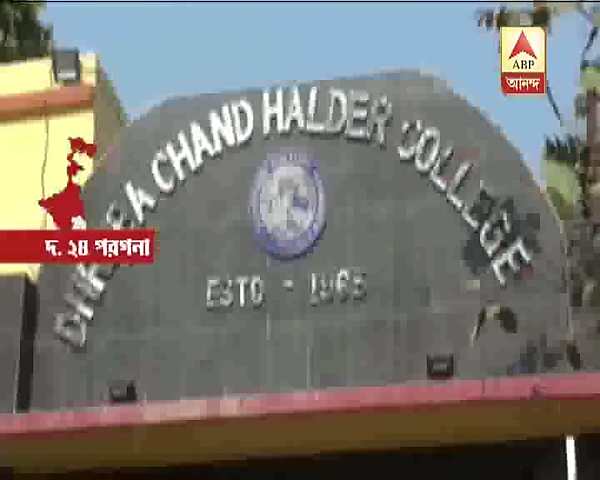 ABP
আনন্দ
CHAND HALDER COLLEGE
ESTD - 1965
দ. ২৪ পরগনা